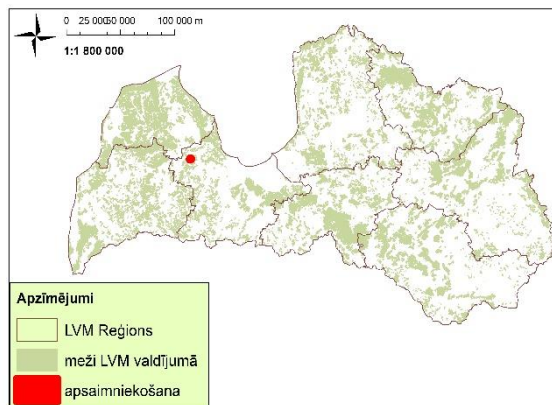 0 25 000 50 000 100 000 m
1:1 800 000
Apzīmējumi
LVM Reģions
meži LVM valdījumā
apsaimniekošana